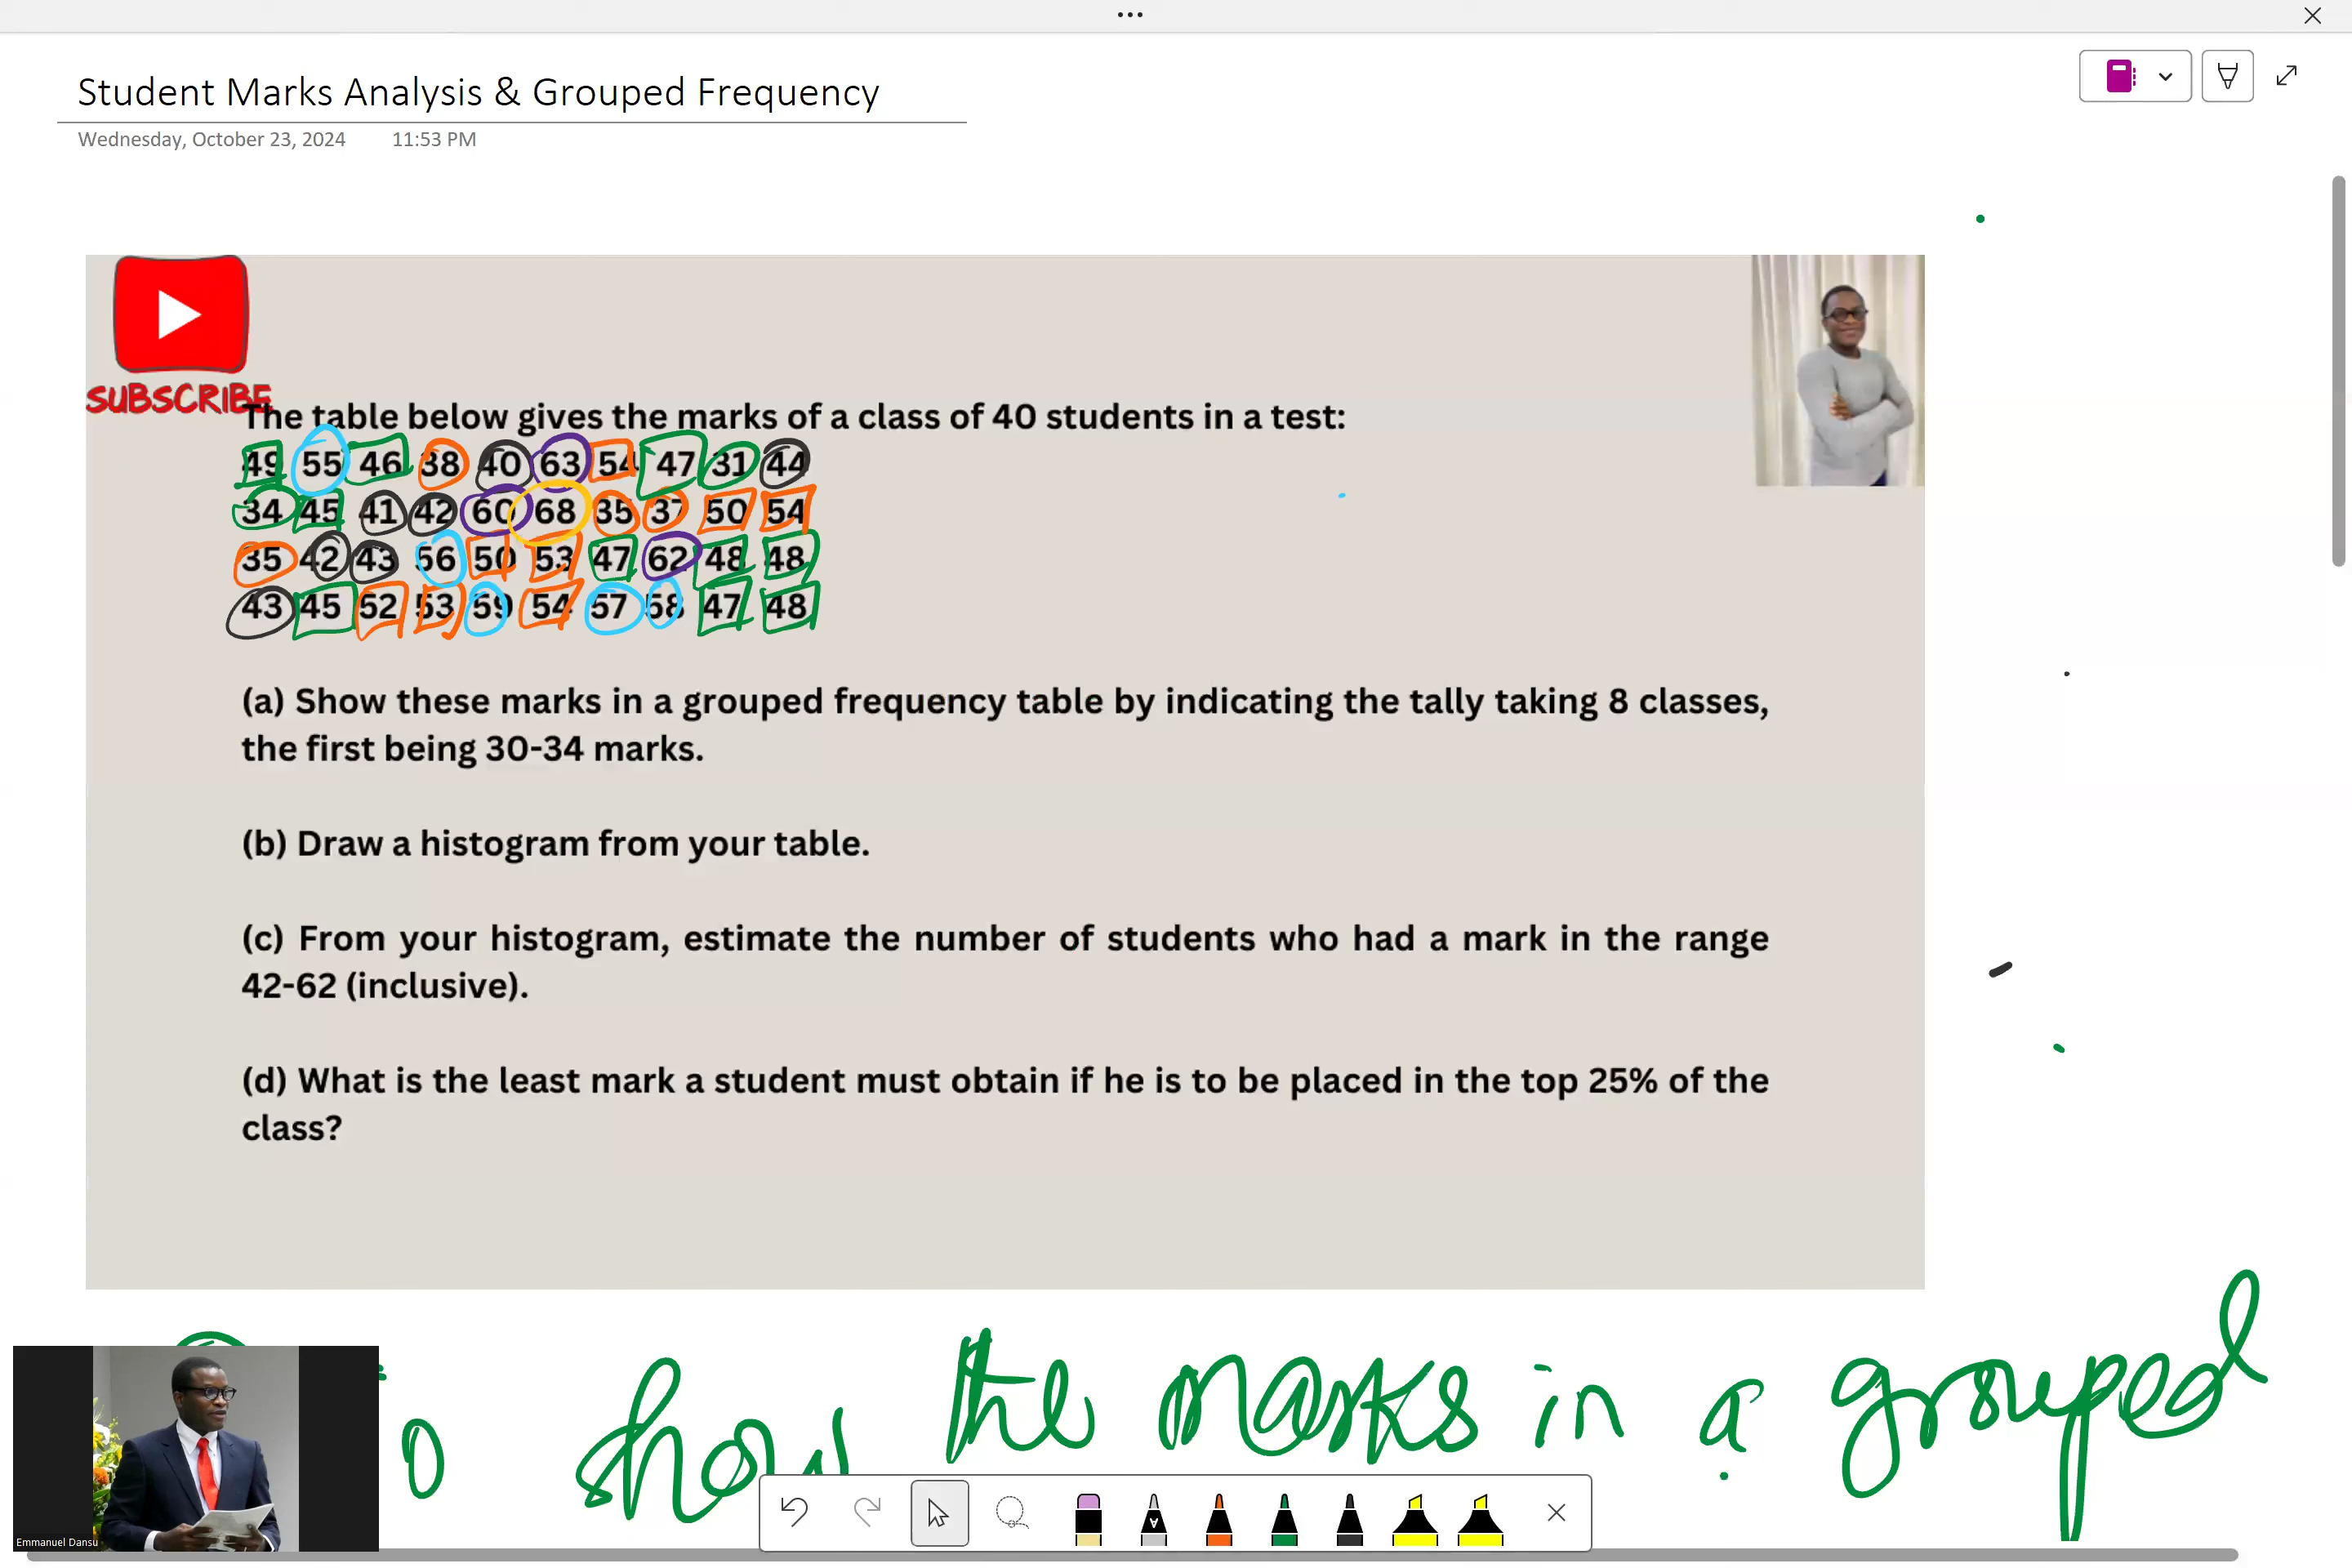 Student Marks Analysis & Grouped Frequency
Wednesday, October 23, 2024 11:53 PM
SUBSCRIBE
The table below gives the marks of a class of 40 students in a test:
49 55 46 38 40 63 54 47 31 44
34 45 41 42 60 68 35 37 50 54
35 42 43 56 50 53 47 62 48 48
43 45 52 53 59 54 57 58 47 48
(a) Show these marks in a grouped frequency table by indicating the tally taking 8 classes,
the first being 30-34 marks.
(b) Draw a histogram from your table.
(c) From your histogram, estimate the number of students who had a mark in the range
42-62 (inclusive).
(d) What is the least mark a student must obtain if he is to be placed in the top 25% of the
class?
show the marks in a grouped
Emmanuel Dansu